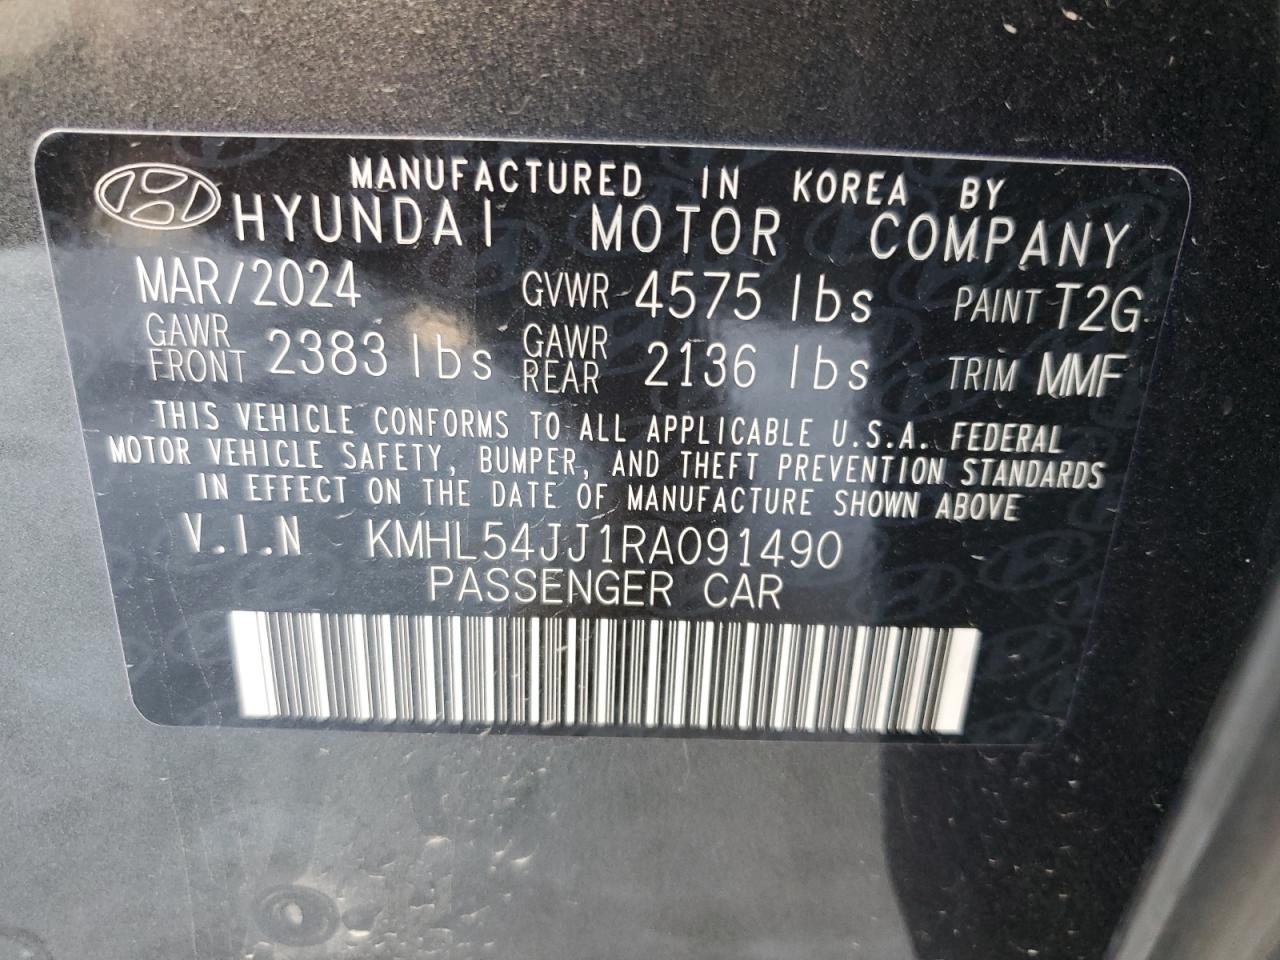 MANUFACTURED IN KOREA BY
HYUNDAI MOTOR COMPANY
MAR/2024 GVWR 4575 lbs PAINT T2G
GAWR FRONT 2383 lbs GAWR REAR 2136 lbs TRIM MMF
THIS VEHICLE CONFORMS TO ALL APPLICABLE U.S.A. FEDERAL
MOTOR VEHICLE SAFETY, BUMPER, AND THEFT PREVENTION STANDARDS
IN EFFECT ON THE DATE OF MANUFACTURE SHOWN ABOVE
V.I.N KMHL54JJ1RA091490
PASSENGER CAR